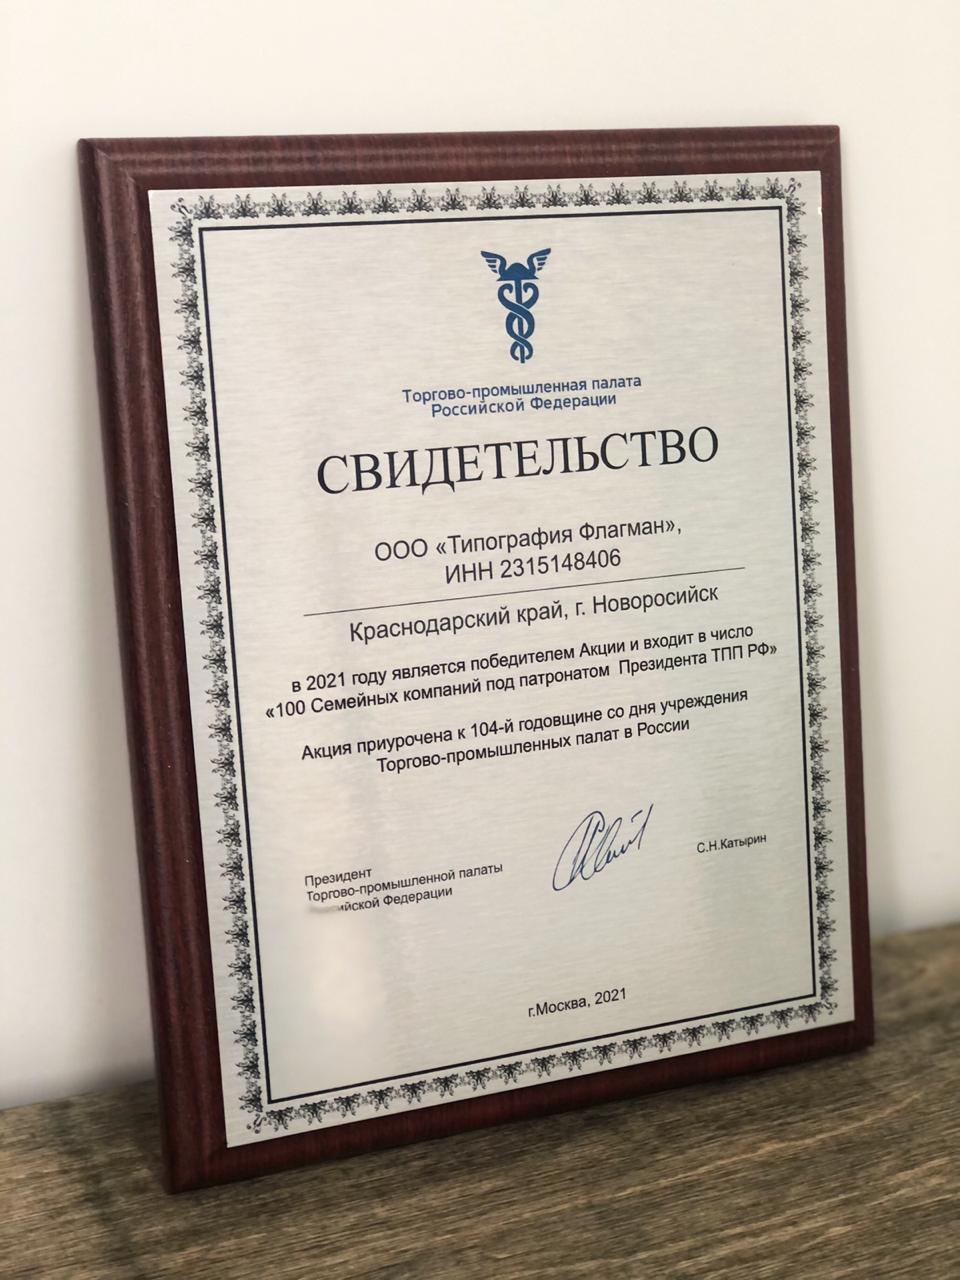 Торгово-промышленная палата
Российской Федерации
СВИДЕТЕЛЬСТВО
ООО «Типография Флагман»,
ИНН 2315148406
Краснодарский край, г. Новоросийск
в 2021 году является победителем Акции и входит в число
«100 Семейных компаний под патронатом Президента ТПП РФ»
Акция приурочена к 104-й годовщине со дня учреждения
Торгово-промышленных палат в России
Президент
Торгово-промышленной палаты
йской Федерации
С.Н.Катырин
г.Москва, 2021